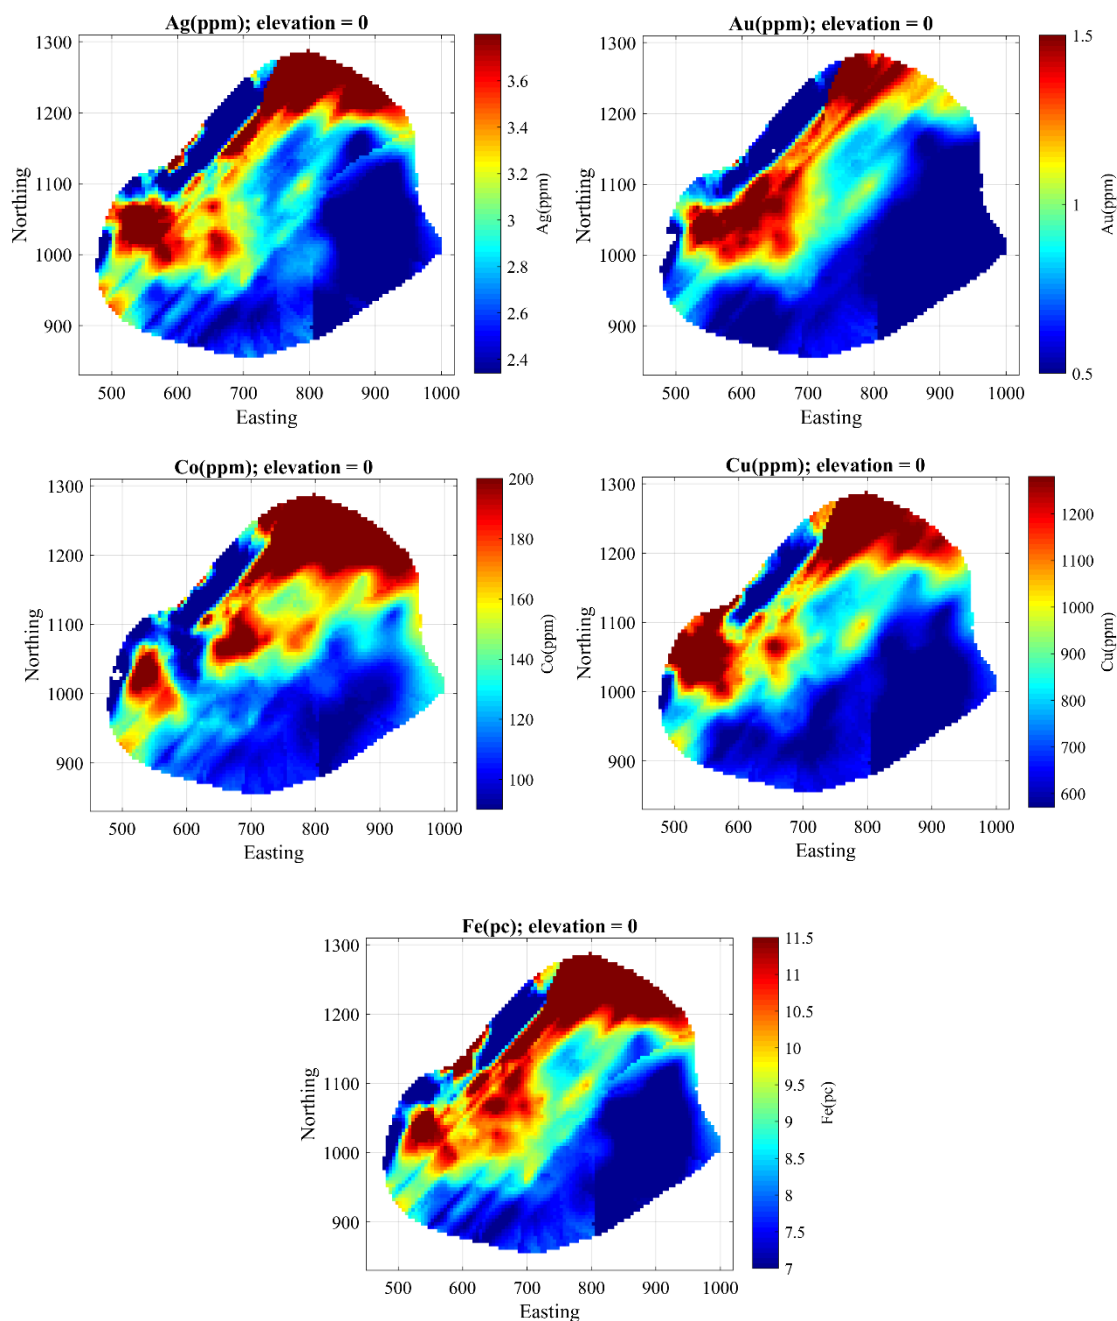 Ag(ppm); elevation = 0
1300
1200
1100
1000
900
Northing
500 600 700 800 900 1000
Easting
3.6
3.4
3.2
3
2.8
2.6
2.4
Ag(ppm)
Au(ppm); elevation = 0
1300
1200
1100
1000
900
Northing
500 600 700 800 900 1000
Easting
1.5
1
0.5
Au(ppm)
Co(ppm); elevation = 0
1300
1200
1100
1000
900
Northing
500 600 700 800 900 1000
Easting
200
180
160
140
120
100
Co(ppm)
Cu(ppm); elevation = 0
1300
1200
1100
1000
900
Northing
500 600 700 800 900 1000
Easting
1200
1100
1000
900
800
700
600
Cu(ppm)
Fe(pc); elevation = 0
1300
1200
1100
1000
900
Northing
500 600 700 800 900 1000
Easting
11.5
11
10.5
10
9.5
9
8.5
8
7.5
7
Fe(pc)